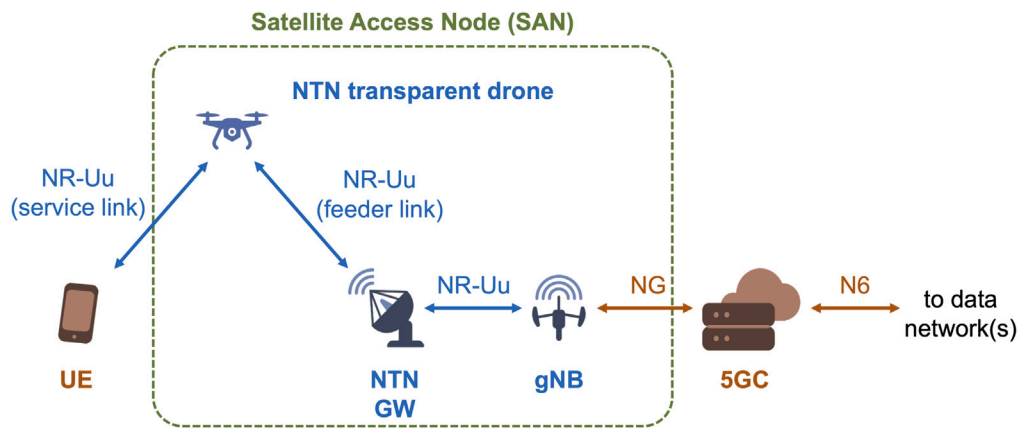 Satellite Access Node (SAN)
NTN transparent drone
NR-Uu
(service link)
NR-Uu
(feeder link)
NR-Uu
NG
N6
to data
network(s)
UE
NTN
GW
gNB
5GC